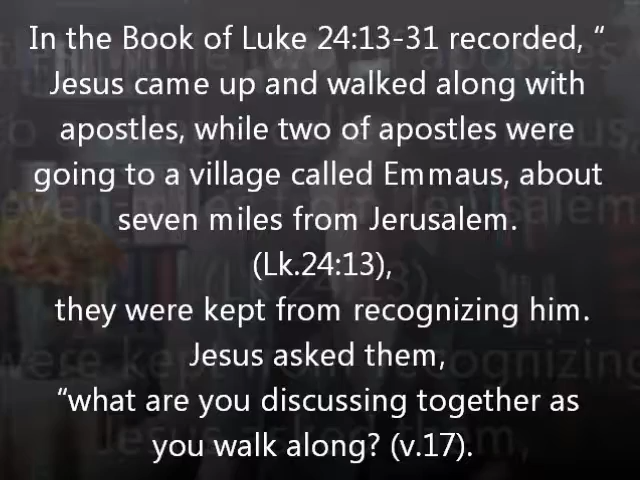 In the Book of Luke 24:13-31 recorded, “
Jesus came up and walked along with
apostles, while two of apostles were
going to a village called Emmaus, about
seven miles from Jerusalem.
(Lk.24:13),
they were kept from recognizing him.
Jesus asked them,
“what are you discussing together as
you walk along? (v.17).